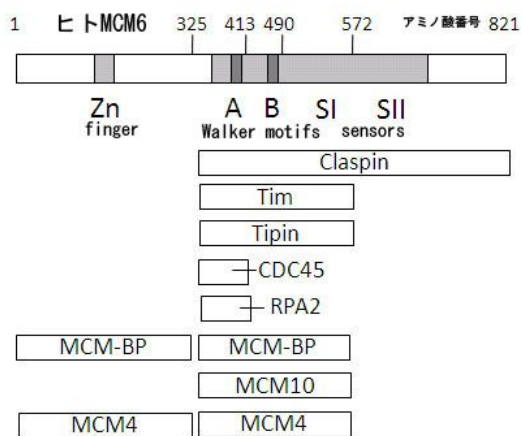 1 ヒトMCM6 325 413 490 572 アミノ酸番号 821
Zn A B SI SII
finger Walker motifs sensors
Claspin
Tim
Tipin
CDC45
RPA2
MCM-BP MCM-BP
MCM10
MCM4 MCM4